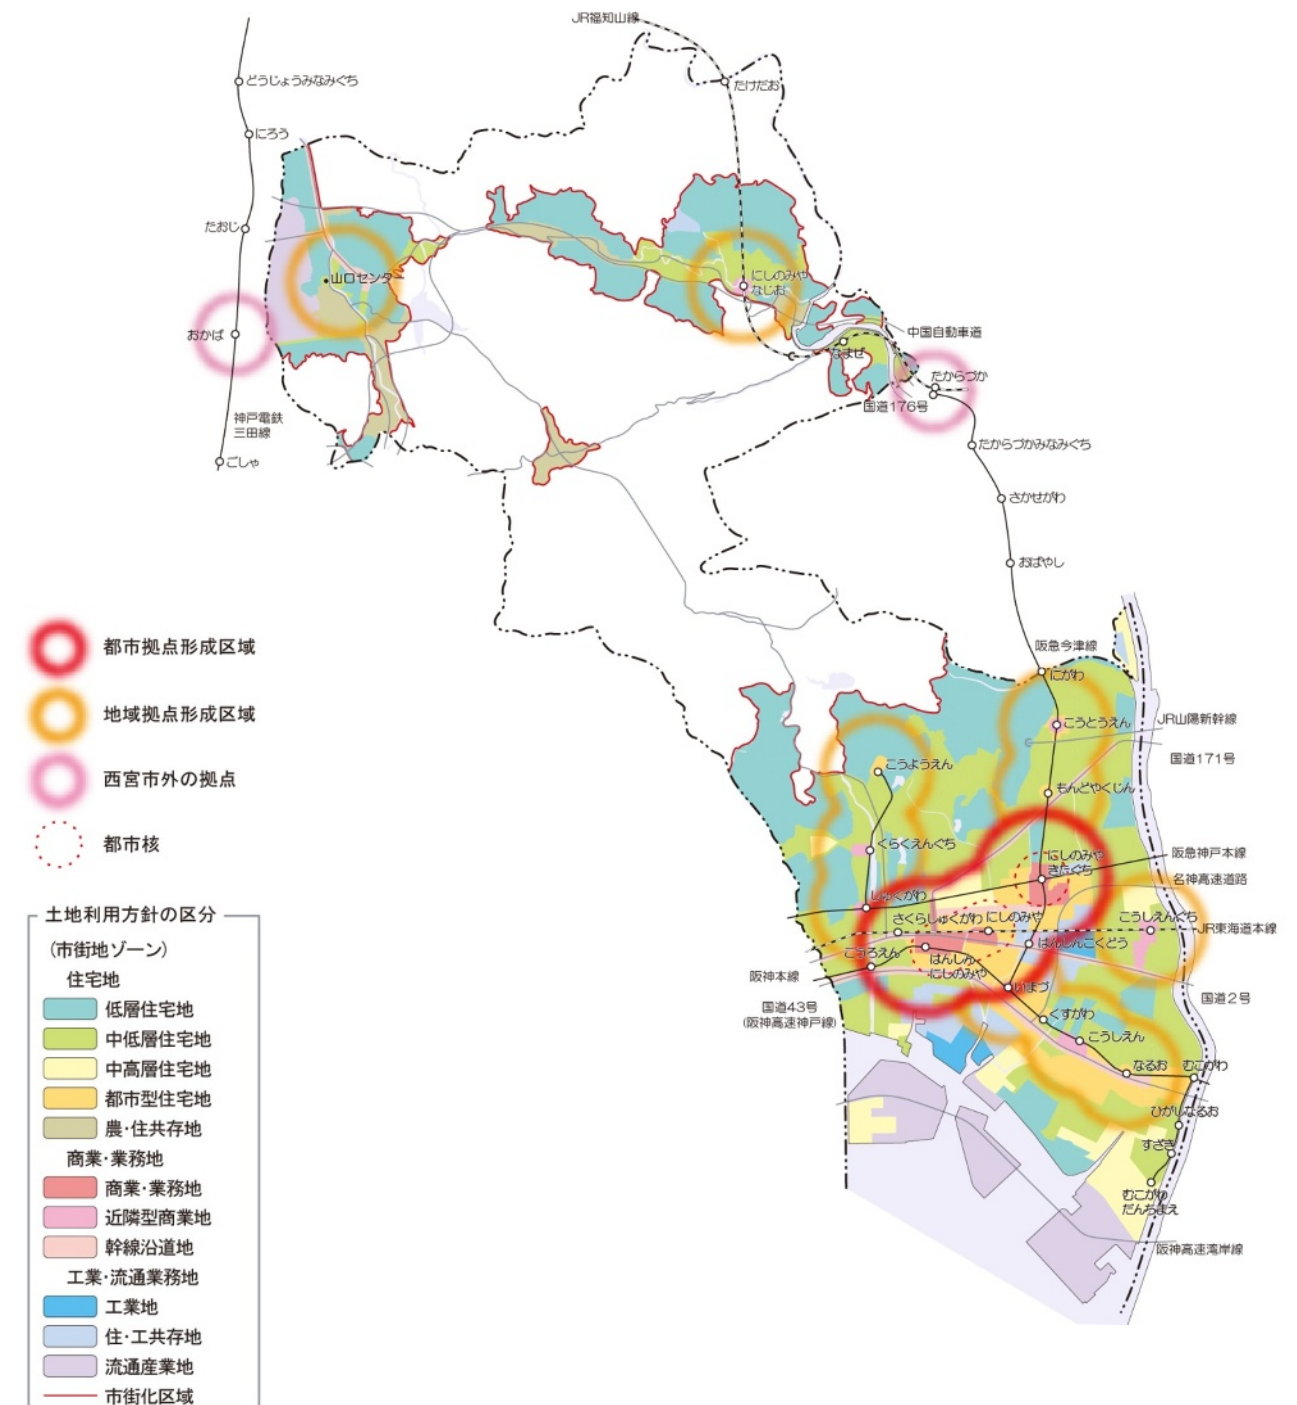 JR福知山線
どうじょうみなみぐち
たけだお
にろう
たおじ
山口センター
にしのみや
なじお
おかば
中国自動車道
なまぜ
たからづか
国道176号
神戸電鉄
三田線
たからづかみなみぐち
ごしゃ
さかせがわ
おばやし
都市拠点形成区域
阪急今津線
にがわ
地域拠点形成区域
こうとうえん
JR山陽新幹線
国道171号
西宮市外の拠点
こうようえん
もんどやくじん
都市核
くらくえんぐち
にしのみや
きたぐち
阪急神戸本線
名神高速道路
しゅくがわ
土地利用方針の区分
さくらしゅくがわ
にしのみや
こうしえんぐち
JR東海道本線
(市街地ゾーン)
はんしんこくどう
こうろえん
はんしん
にしのみや
阪神本線
住宅地
いまづ
国道2号
低層住宅地
国道43号
(阪神高速神戸線)
くすがわ
中低層住宅地
こうしえん
中高層住宅地
なるお
むこがわ
都市型住宅地
ひがしなるお
農・住共存地
すざき
商業・業務地
商業・業務地
むこがわ
だんちまえ
近隣型商業地
幹線沿道地
阪神高速湾岸線
工業・流通業務地
工業地
住・工共存地
流通産業地
市街化区域